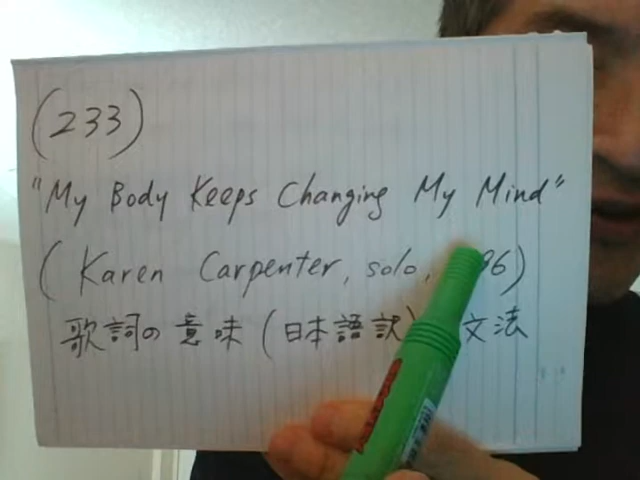 (233)
"My Body Keeps Changing My Mind"
(Karen Carpenter, solo, 96)
歌詞の意味(日本語訳) 文法